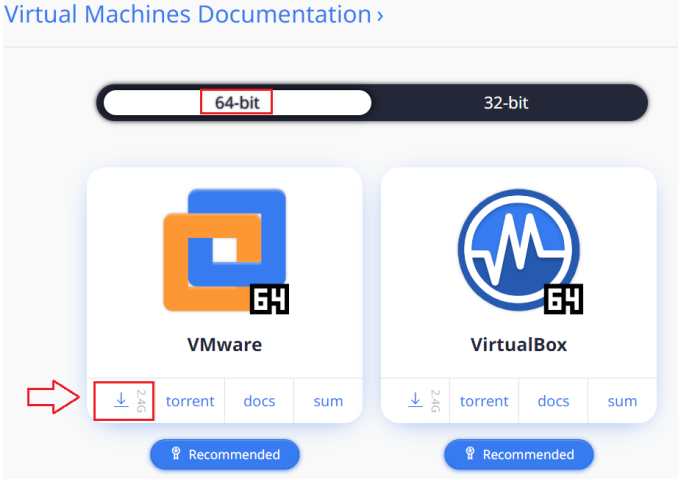 Virtual Machines Documentation ›
64-bit 32-bit
64 64
VMware VirtualBox
2.4G torrent docs sum 2.4G torrent docs sum
Recommended Recommended